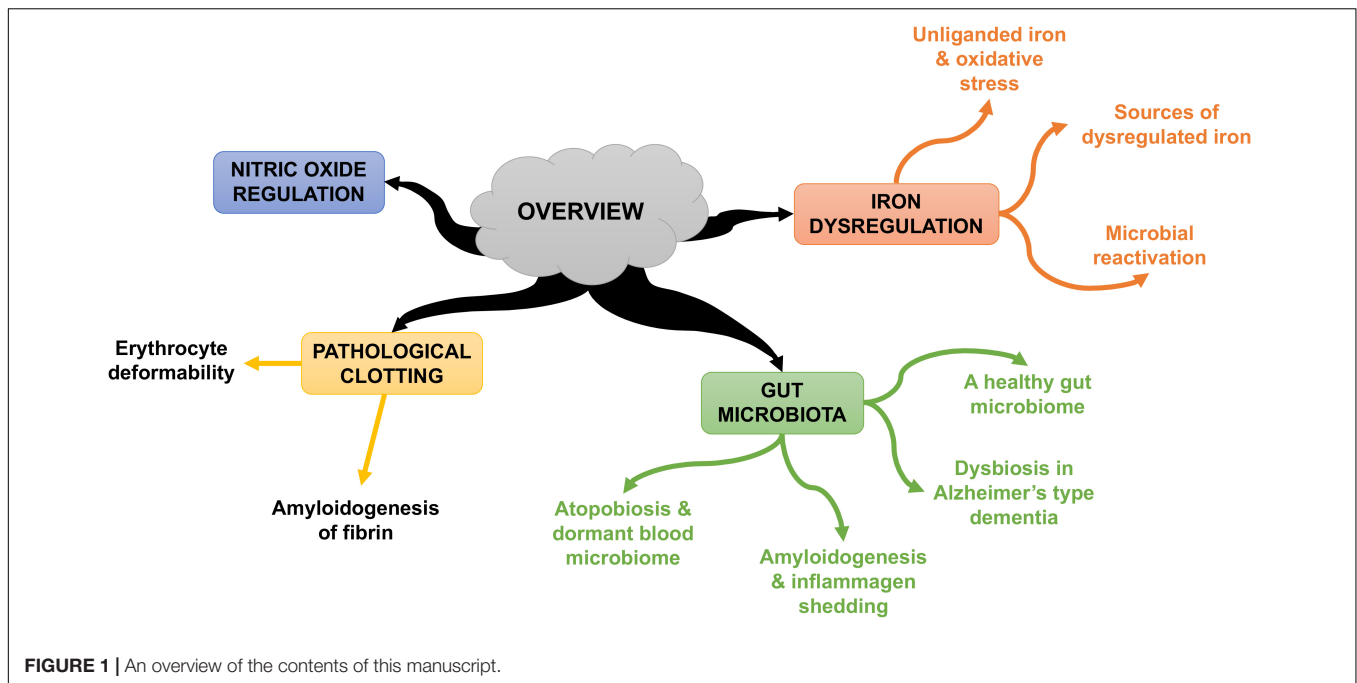 OVERVIEW
NITRIC OXIDE
REGULATION
IRON
DYSREGULATION
Unliganded iron
& oxidative
stress
Sources of
dysregulated iron
Microbial
reactivation
PATHOLOGICAL
CLOTTING
Erythrocyte
deformability
Amyloidogenesis
of fibrin
GUT
MICROBIOTA
A healthy gut
microbiome
Dysbiosis in
Alzheimer’s type
dementia
Amyloidogenesis
& inflammagen
shedding
Atopobiosis &
dormant blood
microbiome
FIGURE 1 | An overview of the contents of this manuscript.